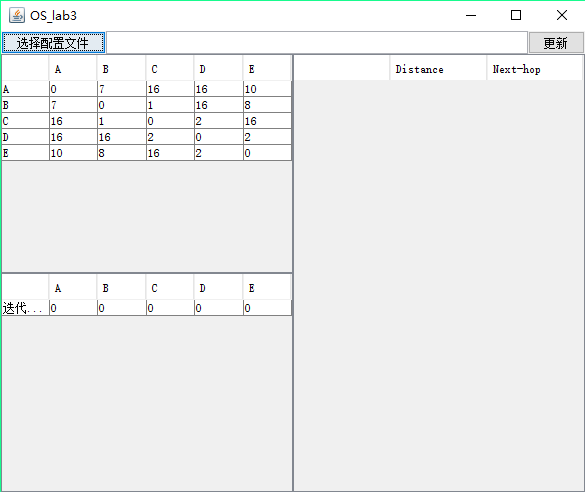 OS_lab3
选择配置文件 更新
A B C D E
A 0 7 16 16 10
B 7 0 1 16 8
C 16 1 0 2 16
D 16 16 2 0 2
E 10 8 16 2 0
Distance Next-hop
A B C D E
迭代... 0 0 0 0 0